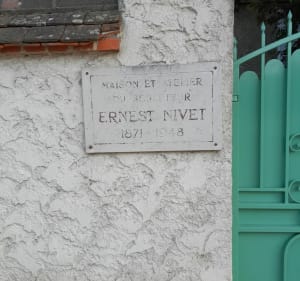 MAISON ET ATELIER
DU SCULPTEUR
ERNEST NIVET
1871-1948